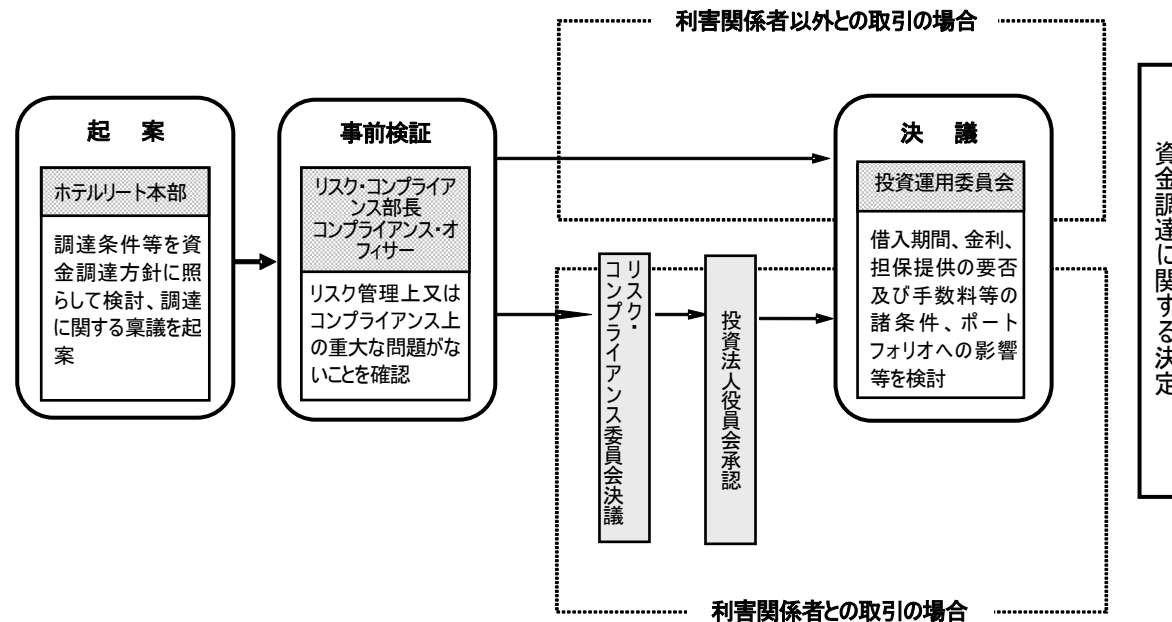 利害関係者以外との取引の場合
起 案
ホテルリート本部
調達条件等を資
金調達方針に照
らして検討、調達
に関する稟議を起
案
事前検証
リスク・コンプライア
ンス部長
コンプライアンス・オ
フィサー
リスク管理上又は
コンプライアンス上
の重大な問題がな
いことを確認
リスク・
コンプライアンス委員会決議
投資法人役員会承認
決 議
投資運用委員会
借入期間、金利、
担保提供の要否
及び手数料等の
諸条件、ポート
フォリオへの影響
等を検討
資金調達に関する決定
利害関係者との取引の場合